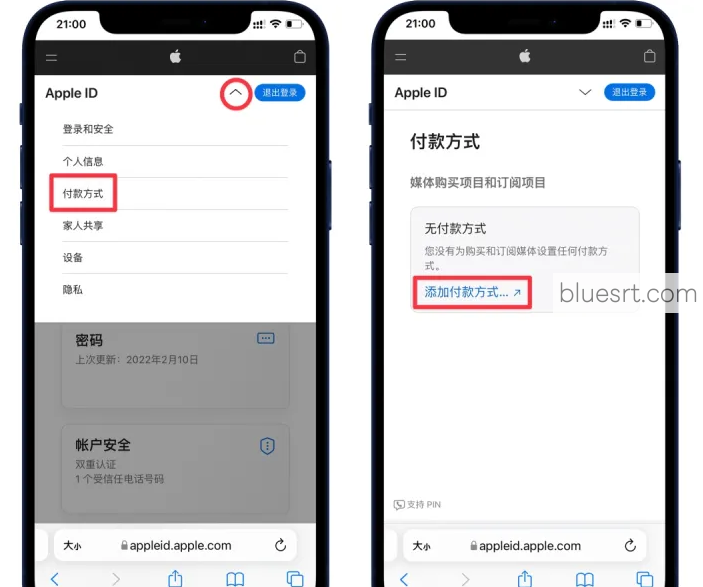 21:00
Apple ID
退出登录
登录和安全
个人信息
付款方式
家人共享
设备
隐私
密码
上次更新：2022年2月10日
帐户安全
双重认证
1 个受信任电话号码
大小
appleid.apple.com
21:00
Apple ID
退出登录
付款方式
媒体购买项目和订阅项目
无付款方式
您没有为购买和订阅媒体设置任何付款方
式。
添加付款方式... ↗
bluesrt.com
支持 PIN
大小
appleid.apple.com